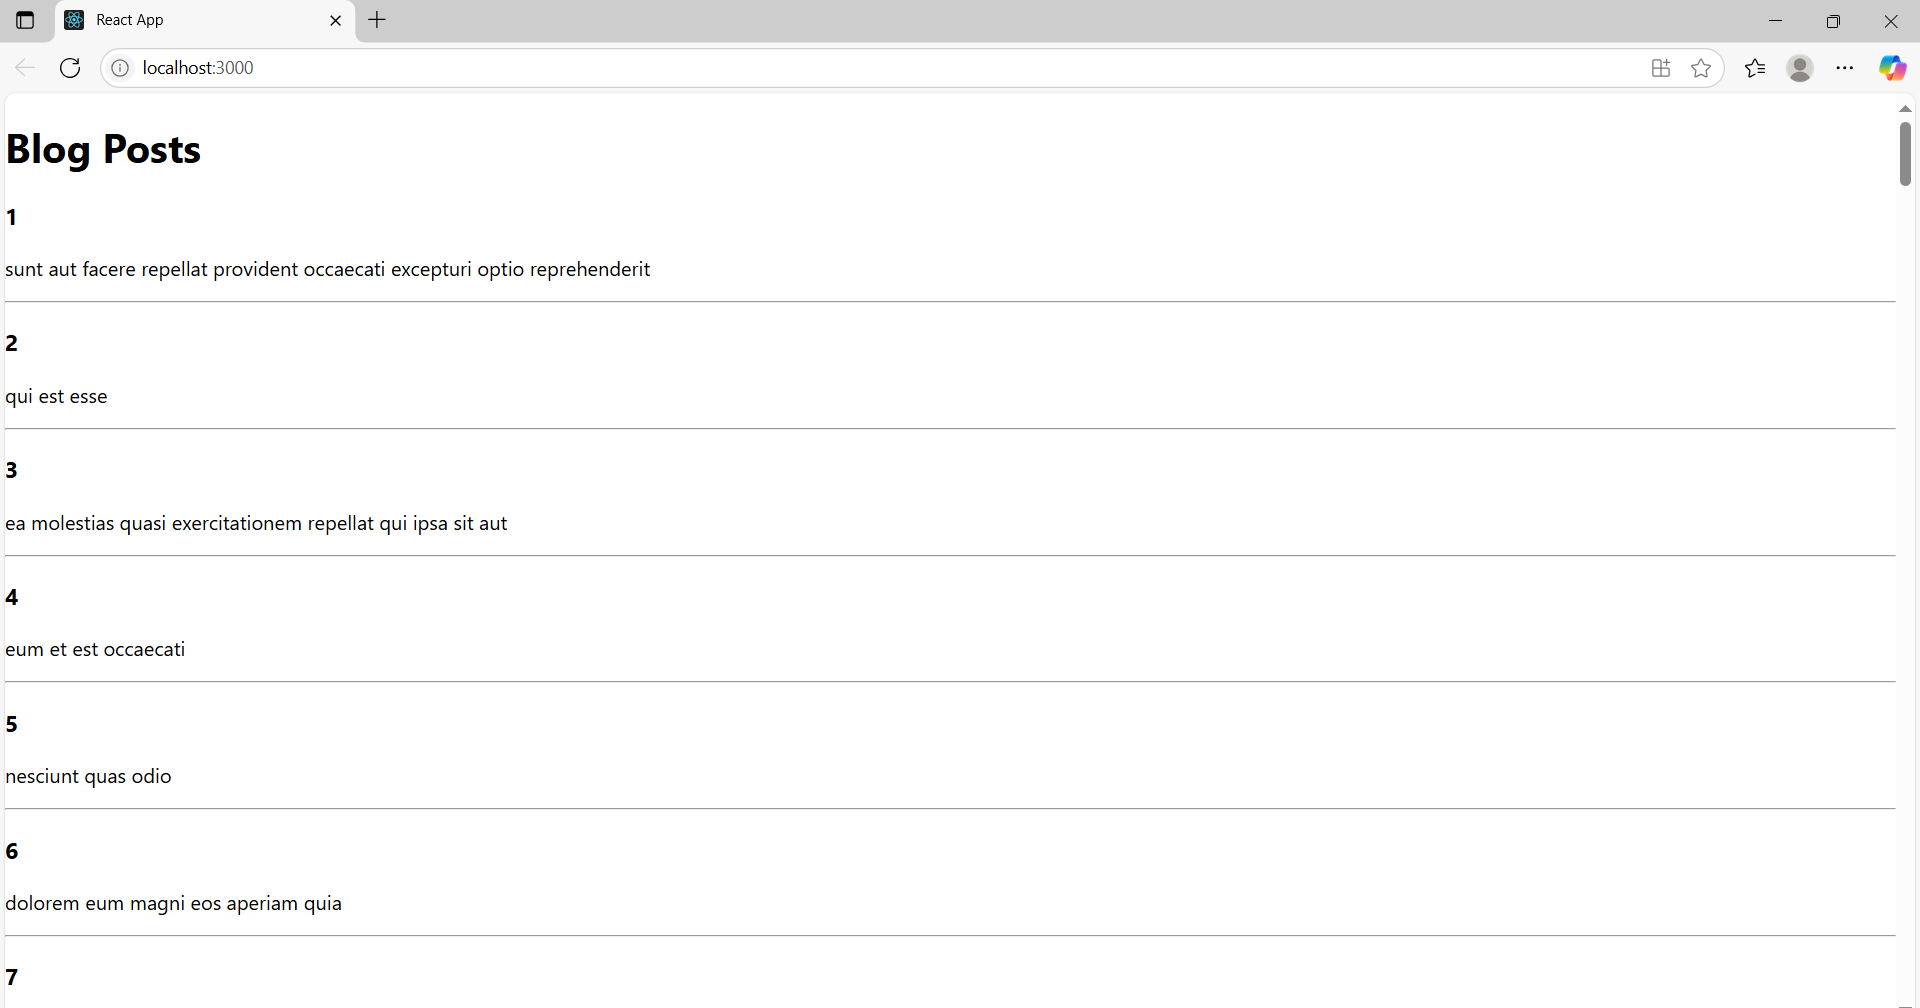 React App
localhost:3000
Blog Posts
1
sunt aut facere repellat provident occaecati excepturi optio reprehenderit
2
qui est esse
3
ea molestias quasi exercitationem repellat qui ipsa sit aut
4
eum et est occaecati
5
nesciunt quas odio
6
dolorem eum magni eos aperiam quia
7